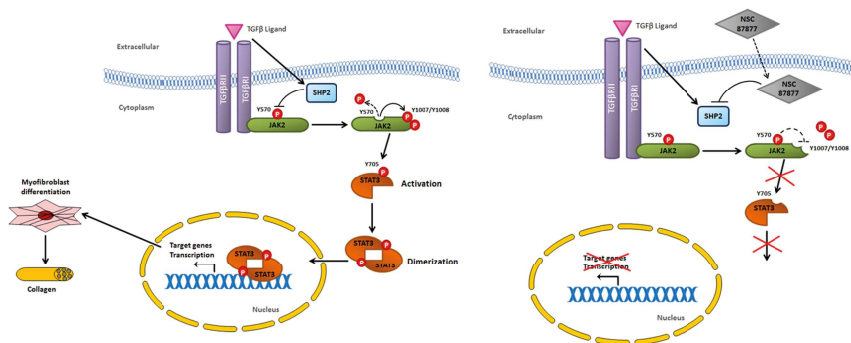 TGFβ Ligand
Extracellular
TGFβRII
TGFβRI
SHP2
Cytoplasm
Y570
P
JAK2
P
Y570
Y1007/Y1008
JAK2
P
P
Y705
P
STAT3
Activation
Myofibroblast
differentiation
Collagen
STAT3
P
P
STAT3
Dimerization
Target genes
Transcription
STAT3
P
P
STAT3
Nucleus
TGFβ Ligand
NSC
87877
Extracellular
TGFβRII
TGFβRI
NSC
87877
SHP2
Cytoplasm
Y570
P
JAK2
Y570
P
P
P
Y1007/Y1008
JAK2
Y705
STAT3
Target genes
Transcription
Nucleus